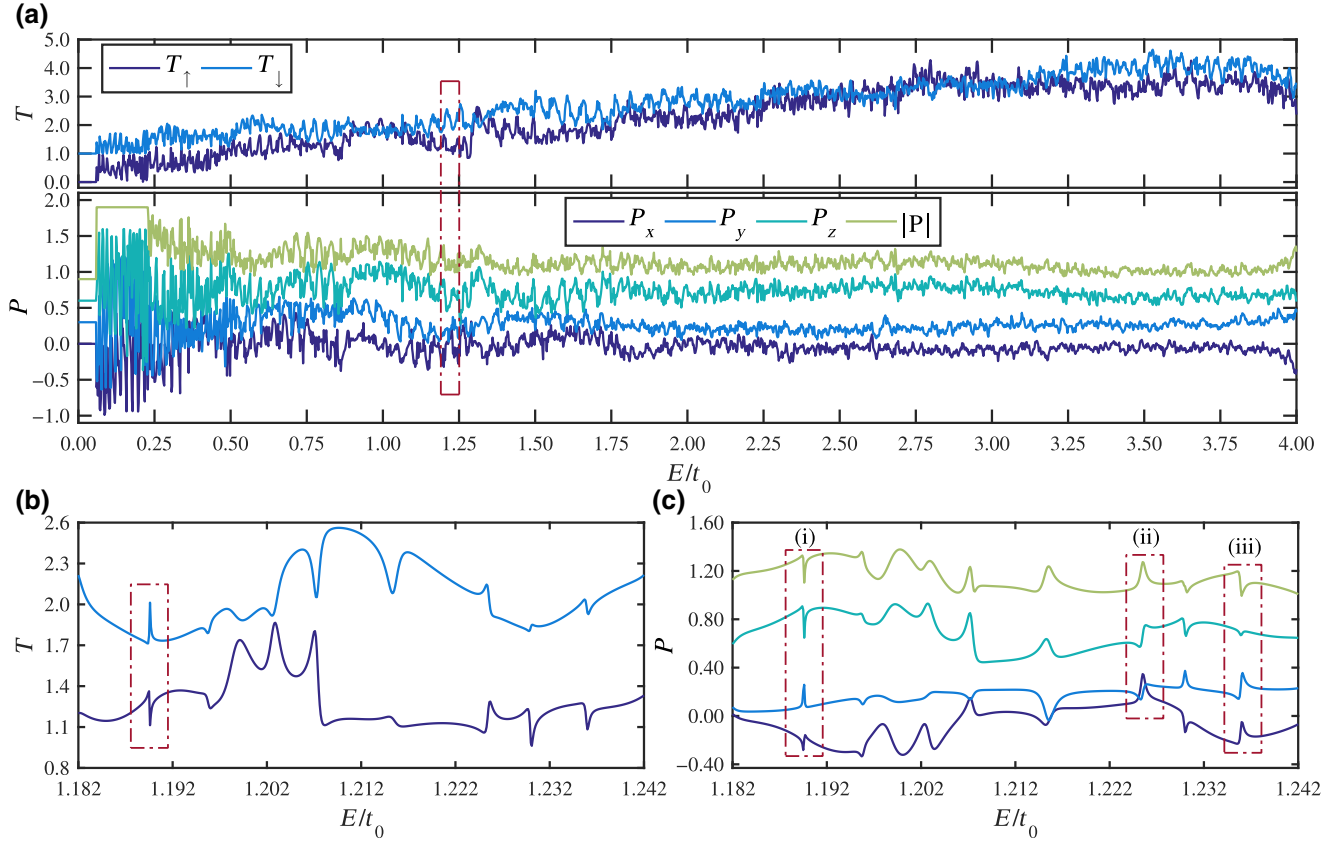 (a)
5.0
4.0
3.0
2.0
1.0
0.0
T
T↑ T↓
2.0
1.5
1.0
0.5
0.0
−0.5
−1.0
P
Px Py Pz |P|
0.00 0.25 0.50 0.75 1.00 1.25 1.50 1.75 2.00 2.25 2.50 2.75 3.00 3.25 3.50 3.75 4.00
E/t0
(b)
2.6
2.3
2.0
1.7
1.4
1.1
0.8
T
1.182 1.192 1.202 1.212 1.222 1.232 1.242
E/t0
(c)
1.60
1.20
0.80
0.40
0.00
−0.40
P
(i) (ii) (iii)
1.182 1.192 1.202 1.212 1.222 1.232 1.242
E/t0